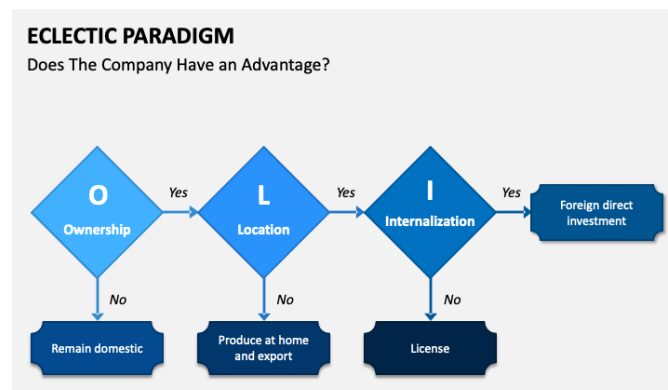 ECLECTIC PARADIGM
Does The Company Have an Advantage?
O
Ownership
Yes
L
Location
Yes
I
Internalization
Yes
Foreign direct
investment
No
No
No
Remain domestic
Produce at home
and export
License